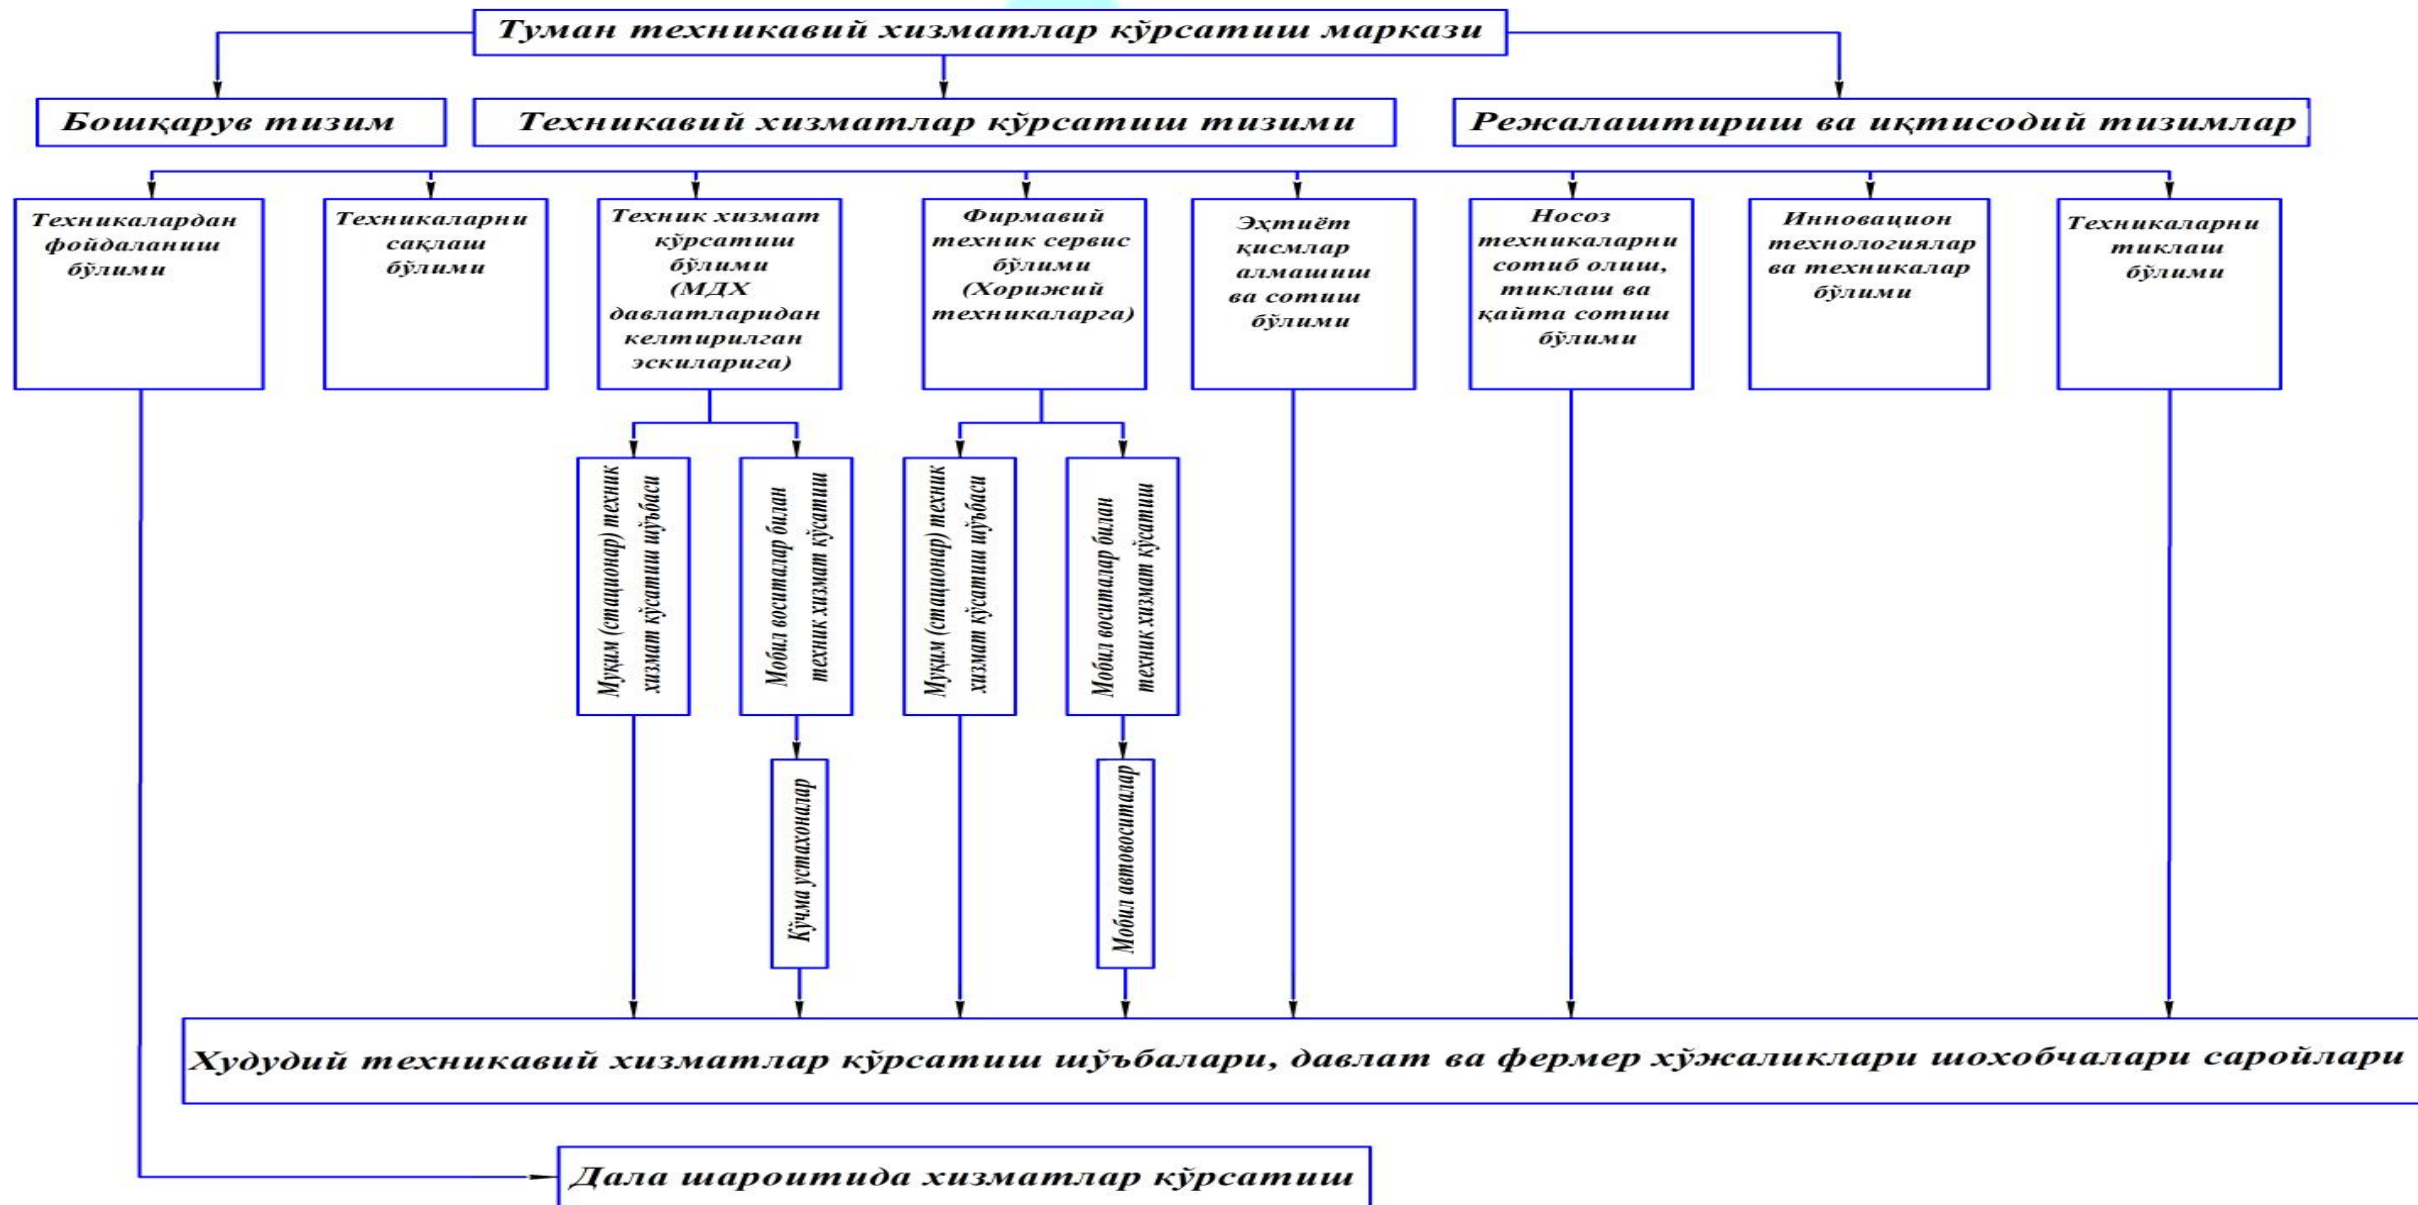 Туман техникавий хизматлар кўрсатиш маркази
Бошқарув тизим
Техникавий хизматлар кўрсатиш тизими
Режалаштириш ва иқтисодий тизимлар
Техникалардан
фойдаланиш
бўлими
Техникаларни
сақлаш
бўлими
Техник хизмат
кўрсатиш
бўлими
(МДХ
давлатларидан
келтирилган
эскиларига)
Фирмавий
техник сервис
бўлими
(Хорижий
техникаларга)
Эҳтиёт
қисмлар
алмашиш
ва сотиш
бўлими
Носоз
техникаларни
сотиб олиш,
тиклаш ва
қайта сотиш
бўлими
Инновацион
технологиялар
ва техникалар
бўлими
Техникаларни
тиклаш
бўлими
Муқим (стационар) техник
хизмат кўсатиш шўъбаси
Мобил воситалар билан
техник хизмат кўсатиш
Муқим (стационар) техник
хизмат кўсатиш шўъбаси
Мобил воситалар билан
техник хизмат кўсатиш
Кўчма устахоналар
Мобил автовоситалар
Худудий техникавий хизматлар кўрсатиш шўъбалари, давлат ва фермер хўжаликлари шохобчалари саройлари
Дала шароитида хизматлар кўрсатиш